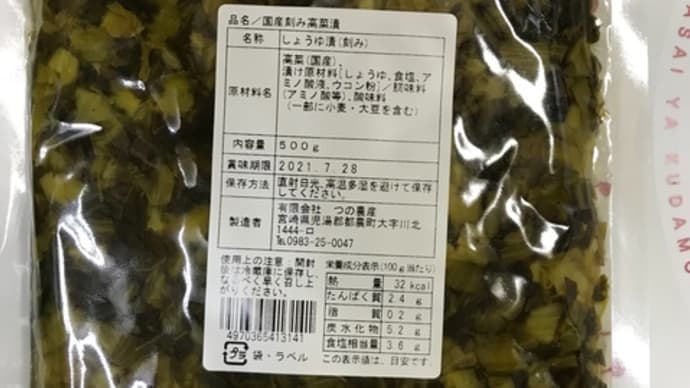 品名／国産刻み高菜漬
名称 しょうゆ漬(刻み)
原材料名 高菜(国産)、
漬け原材料[しょうゆ、食塩、ア
ミノ酸液、ウコン粉]／調味料
(アミノ酸等)、酸味料
(一部に小麦・大豆を含む)
内容量 500g
賞味期限 2021.7.28
保存方法 直射日光、高温多湿を避けて保存
してください。
製造者 有限会社 つの農産
宮崎県児湯郡都農町大字川北
1444-ロ
℡0983-25-0047
使用上の注意：開封
後は冷蔵庫に保存し、
なるべく早く召し上
がりください。
4970365413141
プラ 袋・ラベル
栄養成分表示(100g当たり)
熱量 32kcal
たんぱく質 2.4g
脂質 0.2g
炭水化物 5.2g
食塩相当量 3.6g
この表示値は、目安です。
ASAI YA ZUDAMO